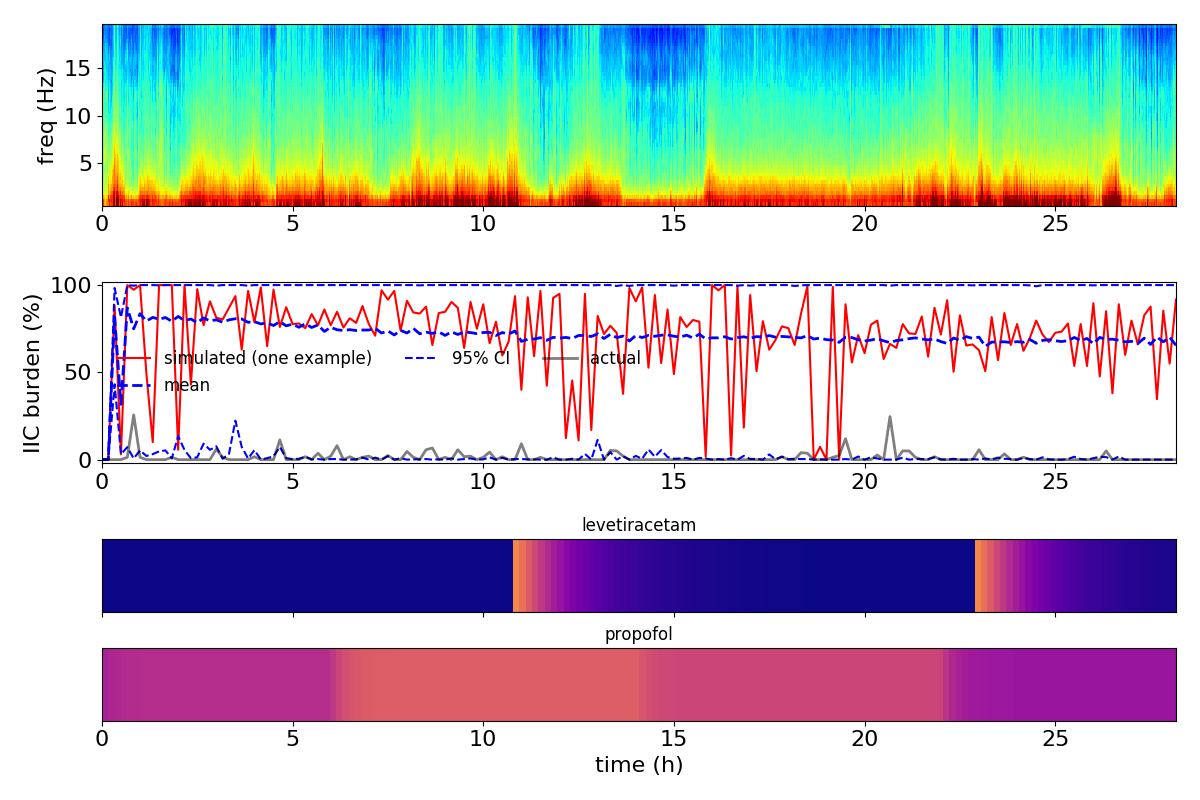 15
10
5
freq (Hz)
0 5 10 15 20 25
100
50
0
IIC burden (%)
simulated (one example) 95% CI actual
mean
0 5 10 15 20 25
levetiracetam
propofol
0 5 10 15 20 25
time (h)